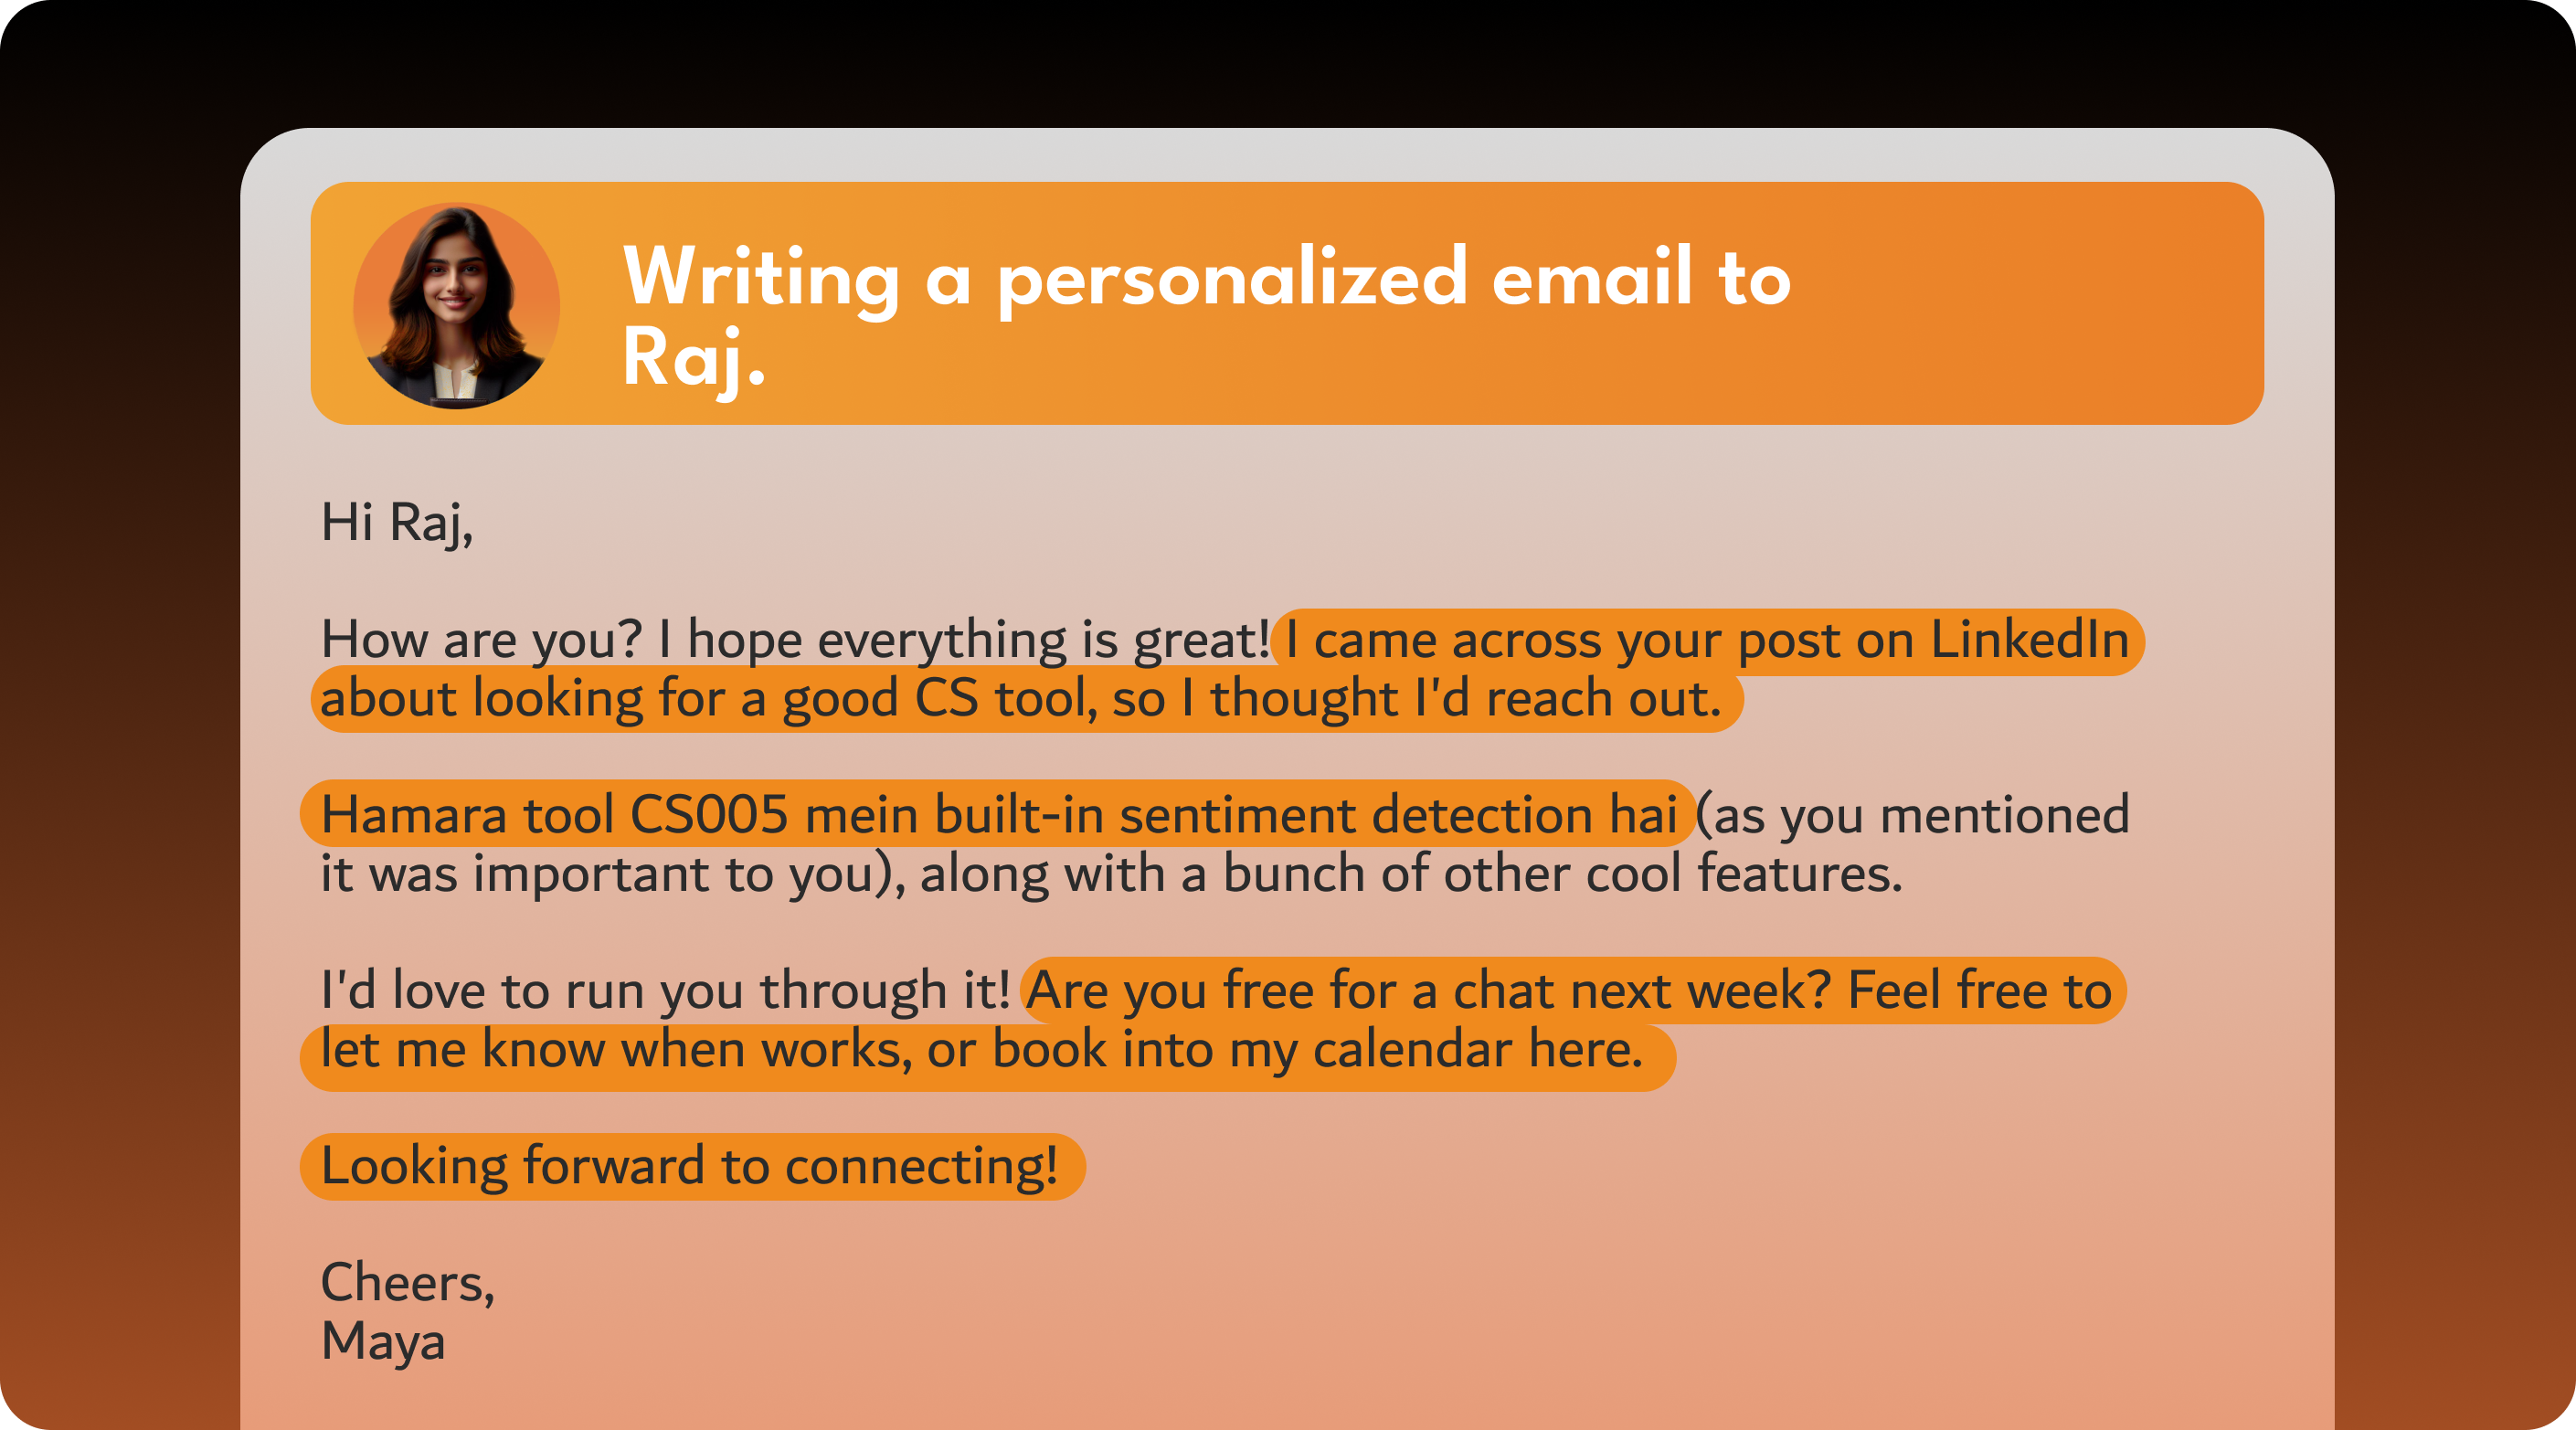 Writing a personalized email to
Raj.
Hi Raj,
How are you? I hope everything is great! I came across your post on LinkedIn
about looking for a good CS tool, so I thought I'd reach out.
Hamara tool CS005 mein built-in sentiment detection hai (as you mentioned
it was important to you), along with a bunch of other cool features.
I'd love to run you through it! Are you free for a chat next week? Feel free to
let me know when works, or book into my calendar here.
Looking forward to connecting!
Cheers,
Maya